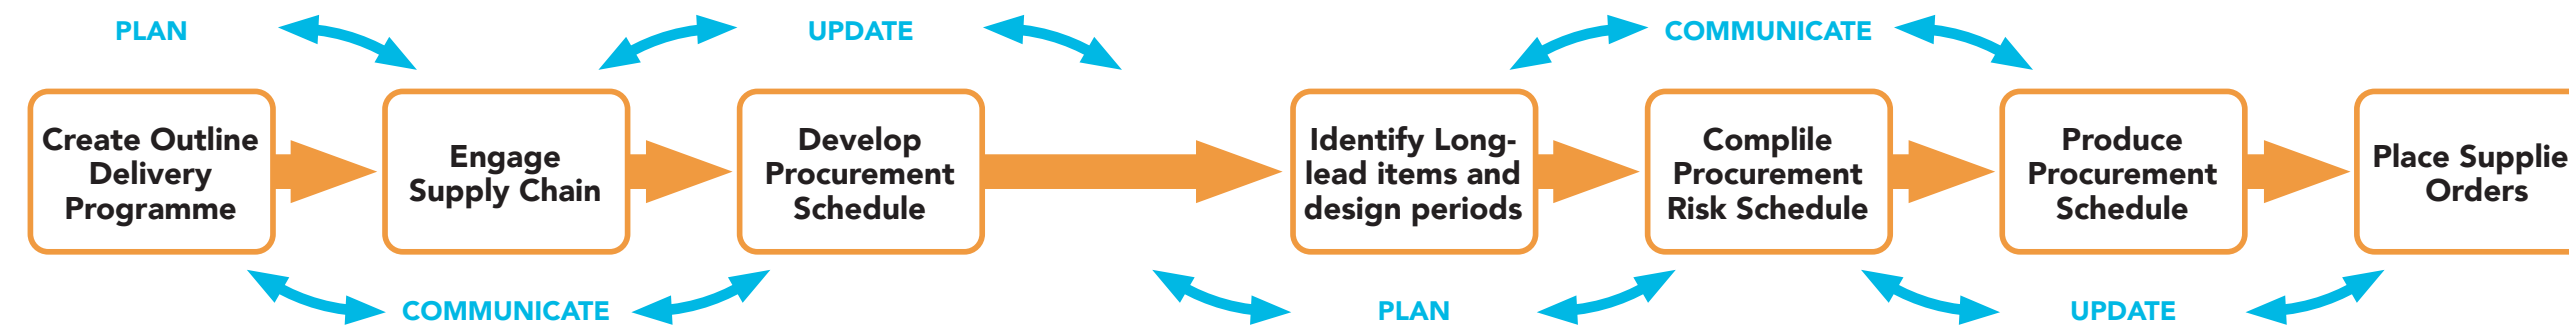 PLAN
UPDATE
COMMUNICATE
Create Outline
Delivery
Programme
Engage
Supply Chain
Develop
Procurement
Schedule
Identify Long-
lead items and
design periods
Complile
Procurement
Risk Schedule
Produce
Procurement
Schedule
Place Supplie
Orders
COMMUNICATE
PLAN
UPDATE